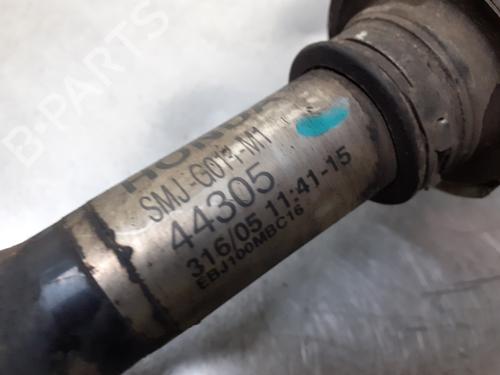 B-PARTS
HONDA
SMJ-G011-M1
44305
316/05 11:41-15
EBJ100MBC16